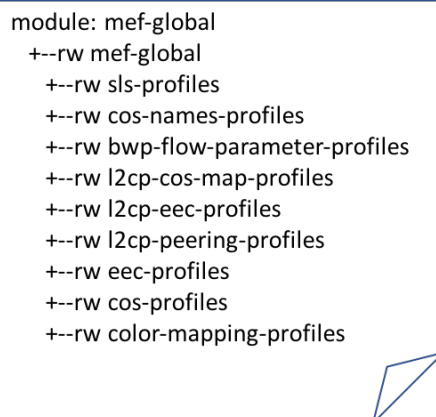 module: mef-global
+--rw mef-global
+--rw sls-profiles
+--rw cos-names-profiles
+--rw bwp-flow-parameter-profiles
+--rw l2cp-cos-map-profiles
+--rw l2cp-eec-profiles
+--rw l2cp-peering-profiles
+--rw eec-profiles
+--rw cos-profiles
+--rw color-mapping-profiles